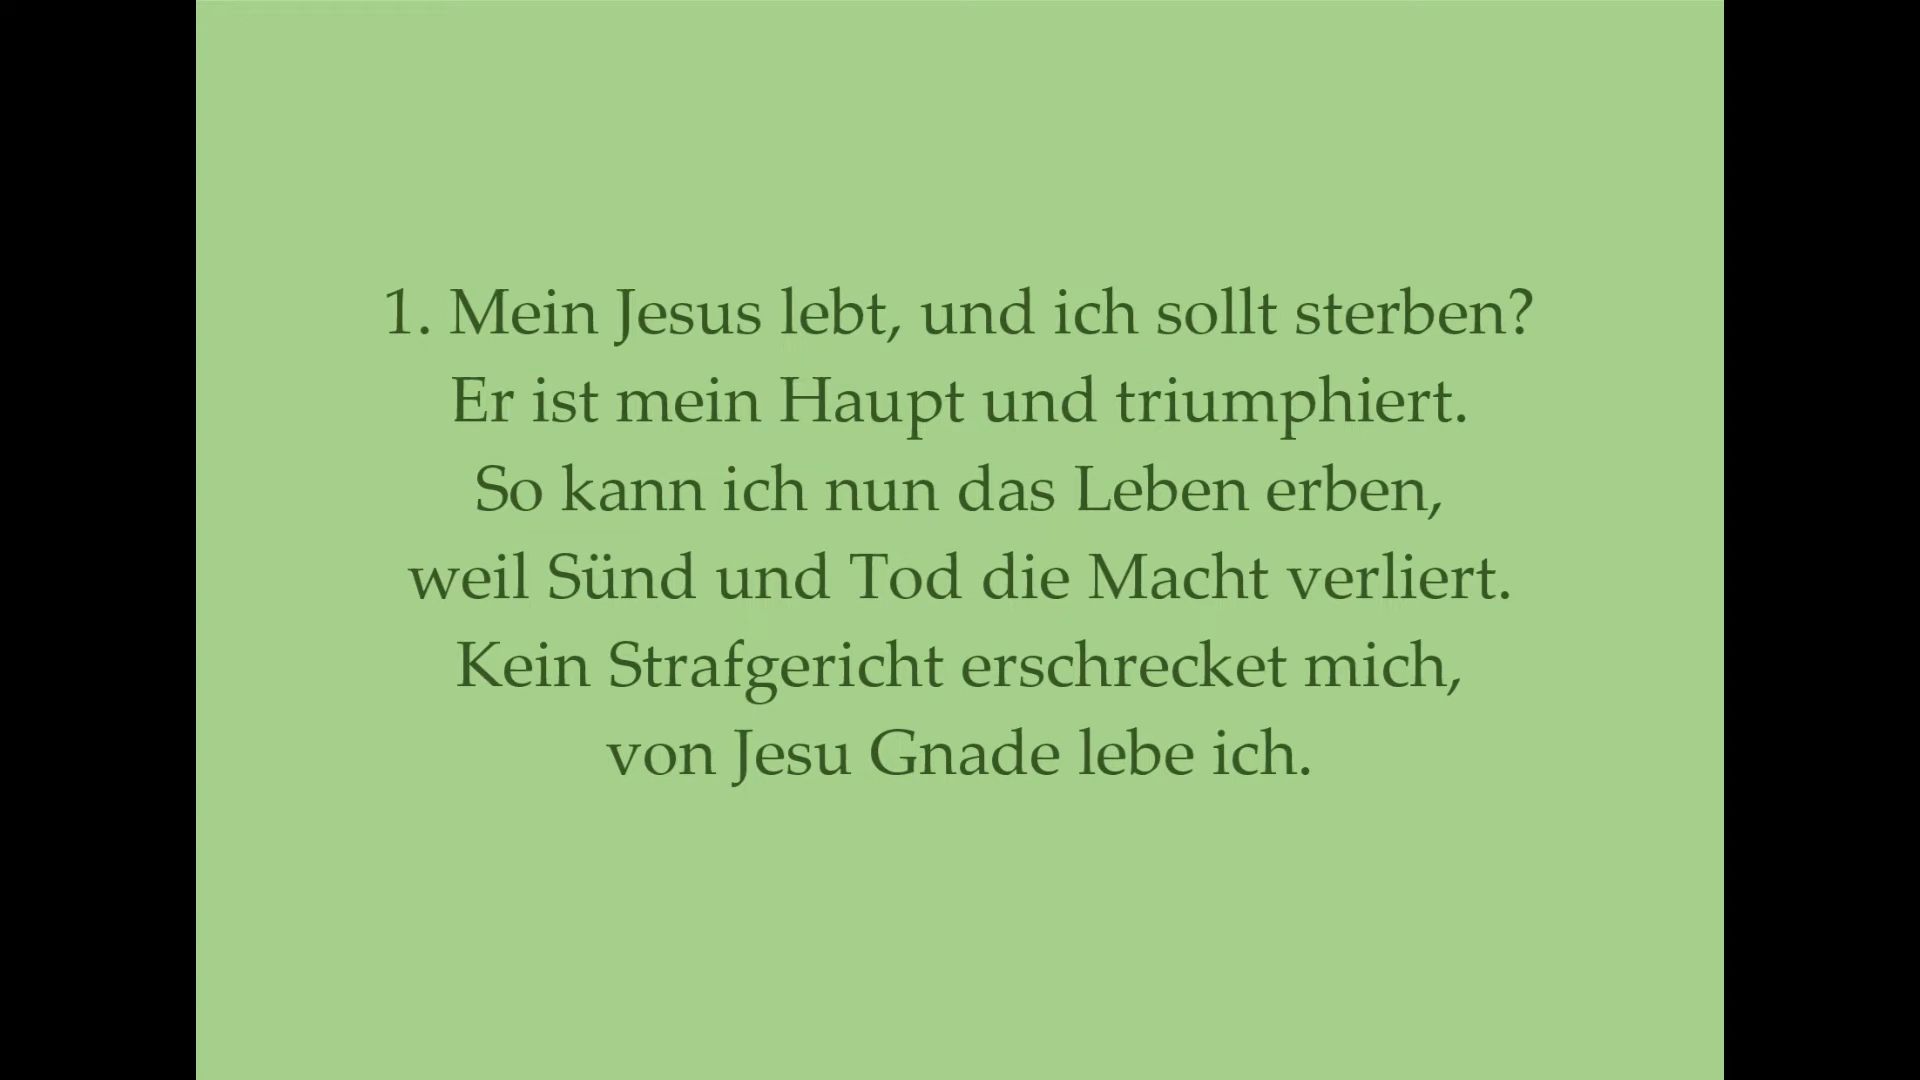 1. Mein Jesus lebt, und ich sollt sterben?
Er ist mein Haupt und triumphiert.
So kann ich nun das Leben erben,
weil Sünd und Tod die Macht verliert.
Kein Strafgericht erschrecket mich,
von Jesu Gnade lebe ich.